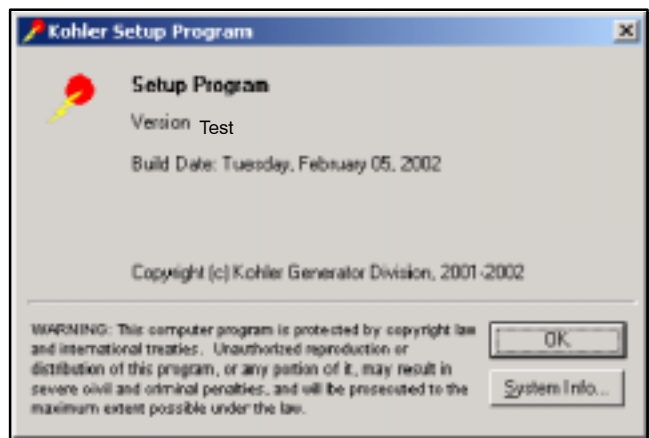 Kohler Setup Program
Setup Program
Version Test
Build Date: Tuesday, February 05, 2002
Copyright (c) Kohler Generator Division, 2001-2002
WARNING: This computer program is protected by copyright law
and international treaties. Unauthorized reproduction or
distribution of this program, or any portion of it, may result in
severe civil and criminal penalties, and will be prosecuted to the
maximum extent possible under the law.
OK
System Info...